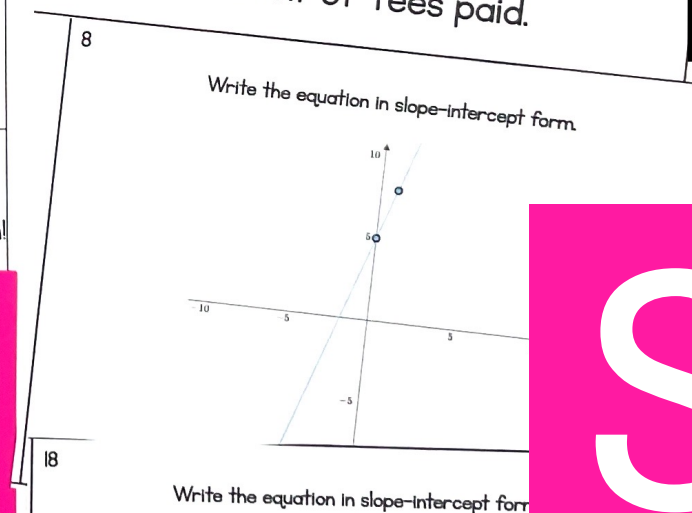 fees paid.
8
Write the equation in slope-intercept form.
10
5
-10
-5
5
-5
18
Write the equation in slope-intercept form
S